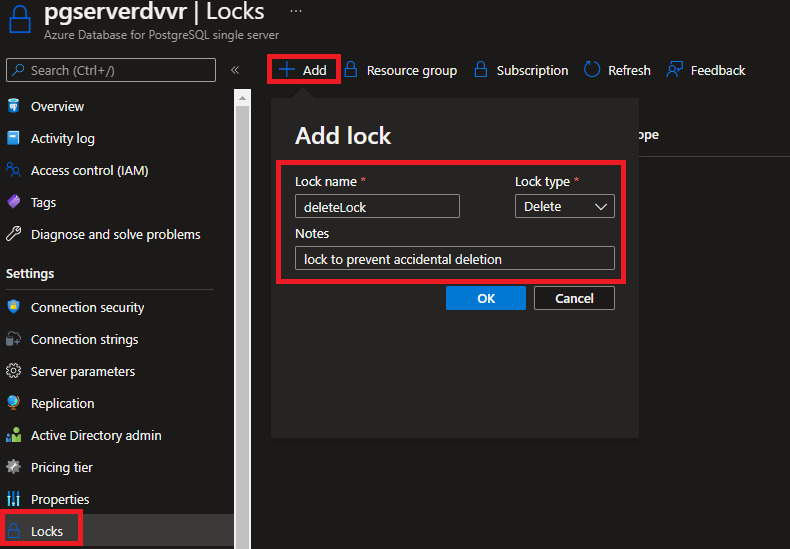 pgserverdvvr | Locks ...
Azure Database for PostgreSQL single server
Search (Ctrl+/) «
Overview
Activity log
Access control (IAM)
Tags
Diagnose and solve problems
Settings
Connection security
Connection strings
Server parameters
Replication
Active Directory admin
Pricing tier
Properties
Locks
+ Add Resource group Subscription Refresh Feedback
ope
Add lock
Lock name * Lock type *
deleteLock Delete
Notes
lock to prevent accidental deletion
OK Cancel